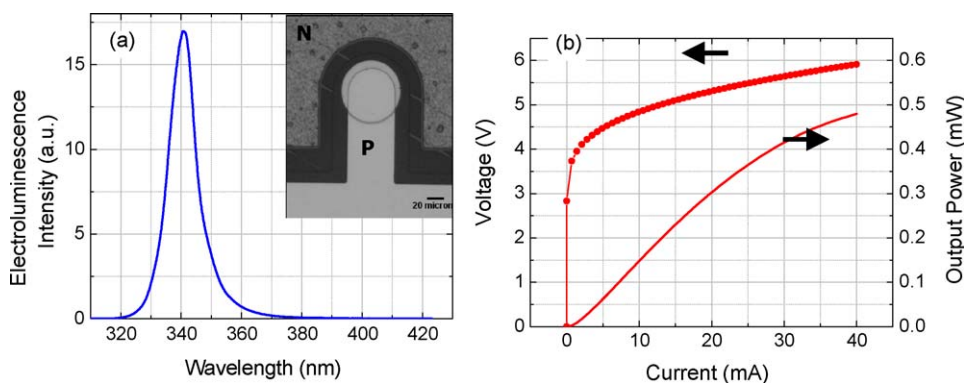 (a)
N
P
20 micron
Electroluminescence
Intensity (a.u.)
15
10
5
0
320 340 360 380 400 420
Wavelength (nm)
(b)
Voltage (V)
6
5
4
3
2
1
0
0 10 20 30 40
Current (mA)
0.6
0.5
0.4
0.3
0.2
0.1
0.0
Output Power (mW)